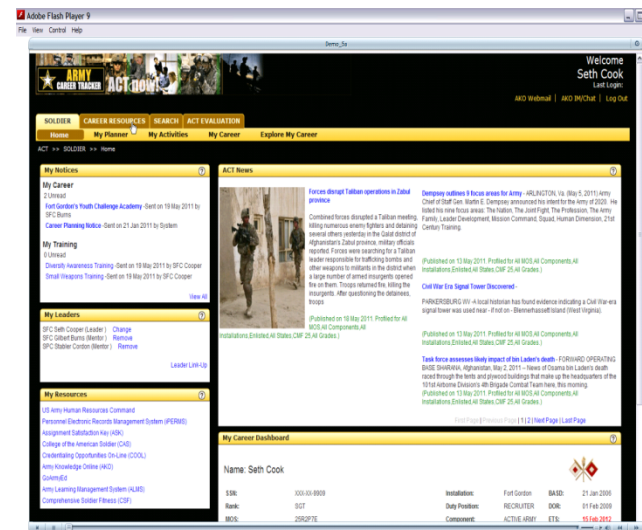 Adobe Flash Player 9
File View Control Help
Demo_Sx
ARMY
CAREER TRACKER
ACT now!
Welcome
Seth Cook
Last Login:
AKO Webmail | AKO IM/Chat | Log Out
SOLDIER CAREER RESOURCES SEARCH ACT EVALUATION
Home My Planner My Activities My Career Explore My Career
ACT >> SOLDIER >> Home
My Notices
My Career
2 Unread
Fort Gordon's Youth Challenge Academy -Sent on 19 May 2011 by
SFC Burns
Career Planning Notice -Sent on 21 Jan 2011 by System
My Training
0 Unread
Diversity Awareness Training -Sent on 19 May 2011 by SFC Cooper
Small Weapons Training -Sent on 19 May 2011 by SFC Cooper
View All
My Leaders
SFC Seth Cooper (Leader ) Change
SFC Gilbert Burns (Mentor ) Remove
SFC Stabler Cordon (Mentor ) Remove
Leader Link-Up
My Resources
US Army Human Resources Command
Personnel Electronic Records Management System (iPERMS)
Assignment Satisfaction Key (ASK)
College of the American Soldier (CAS)
Credentialing Opportunities On-Line (COOL)
Army Knowledge Online (AKO)
GoArmyEd
Army Learning Management System (ALMS)
Comprehensive Soldier Fitness (CSF)
ACT News
Forces disrupt Taliban operations in Zabul
province
Combined forces disrupted a Taliban meeting,
killing numerous enemy fighters and detaining
several others yesterday in the Qalat district of
Afghanistan's Zabul province, military officials
reported. Forces were searching for a Taliban
leader responsible for trafficking bombs and
other weapons to militants in the district when
a large number of armed insurgents opened
fire on them. Troops returned fire, killing the
insurgents. After questioning the detainees,
troops
(Published on 16 May 2011. Profiled for All
MOS,All Components,All
Installations,Enlisted,All States.CMF 25,All Grades.)
Dempsey outlines 9 focus areas for Army - ARLINGTON, Va. (May 5, 2011) Army
Chief of Staff Gen. Martin E. Dempsey announced his intent for the Army of 2020. He
listed his nine focus areas: The Nation, The Joint Fight, The Profession, The Army
Family, Leader Development, Mission Command, Squad, Human Dimension, 21st
Century Training.
(Published on 13 May 2011. Profiled for All MOS,All Components,All
Installations,Enlisted,All States.CMF 25,All Grades.)
Civil War Era Signal Tower Discovered -
PARKERSBURG WV -A local historian has found evidence indicating a Civil War-era
signal tower was used near - if not on - Blennerhassett Island (West Virginia).
(Published on 13 May 2011. Profiled for All MOS,All Components,All
Installations,Enlisted,All States.CMF 25,All Grades.)
Task force assesses likely impact of bin Laden's death - FORWARD OPERATING
BASE SHARANA, Afghanistan, May 2, 2011 – News of Osama bin Laden's death
raced through the tents and plywood buildings that make up the headquarters of the
101st Airborne Division's 4th Brigade Combat Team here, this morning.
(Published on 13 May 2011. Profiled for All MOS,All Components,All
Installations,Enlisted,All States.CMF 25,All Grades.)
First Page | Previous Page | 1 | 2 | Next Page | Last Page
My Career Dashboard
Name: Seth Cook
SSN: XXX-XX-9909 Installation: Fort Gordon BASD: 21 Jan 2000
Rank: SGT Duty Position: RECRUITER DOR: 01 Feb 2008
MOS: 25R2P7E Component: ACTIVE ARMY ETS: 15 Feb 2012